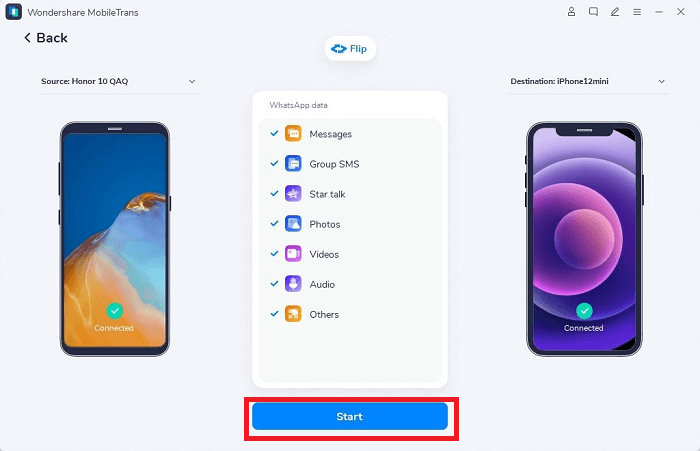 Wondershare MobileTrans
Back
Flip
Source: Honor 10 QAQ
Destination: iPhone12mini
WhatsApp data
Messages
Group SMS
Star talk
Photos
Videos
Audio
Others
Connected
Connected
Start